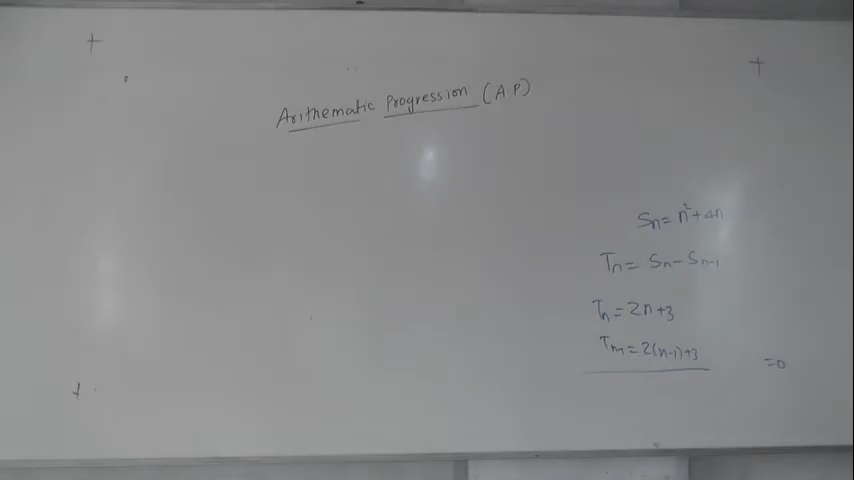 Arithematic Progression (A.P)
Sn = n² + 4n
Tn = Sn - Sn-1
Tn = 2n + 3
Tn-1 = 2(n-1)+3
=0